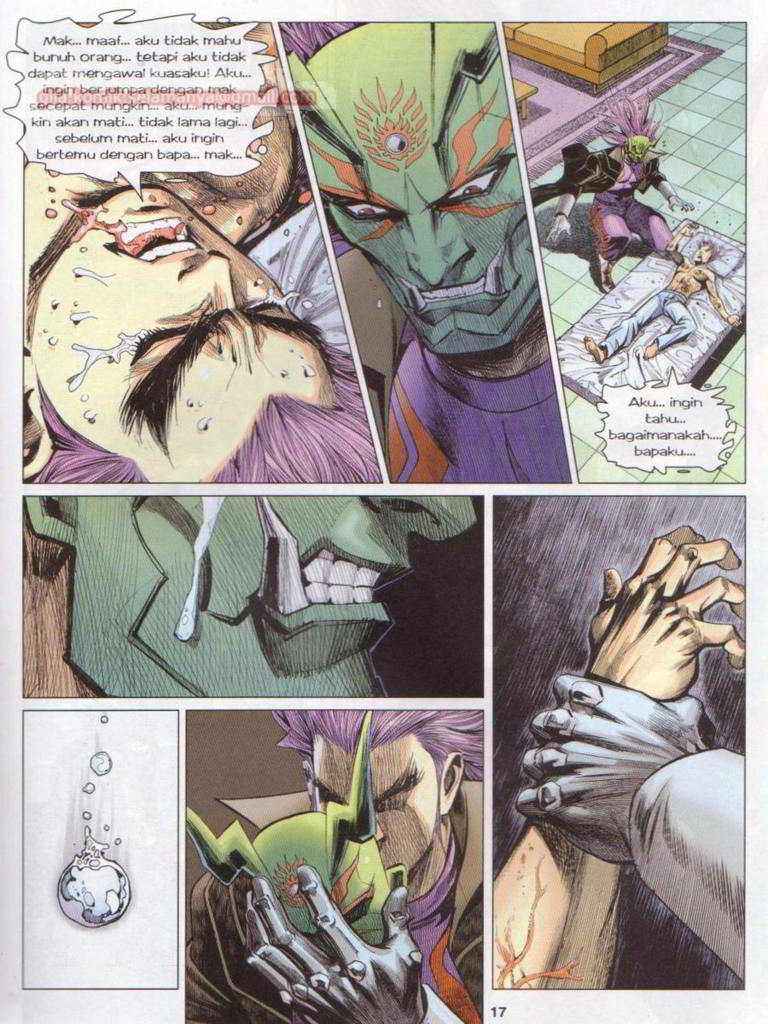 Mak... maaf... aku tidak mahu
bunuh orang... tetapi aku tidak
dapat mengawal kuasaku! Aku...
ingin berjumpa dengan mak
secepat mungkin... aku... mung-
kin akan mati... tidak lama lagi...
sebelum mati... aku ingin
bertemu dengan bapa... mak...
Aku... ingin
tahu...
bagaimanakah....
bapaku....
17